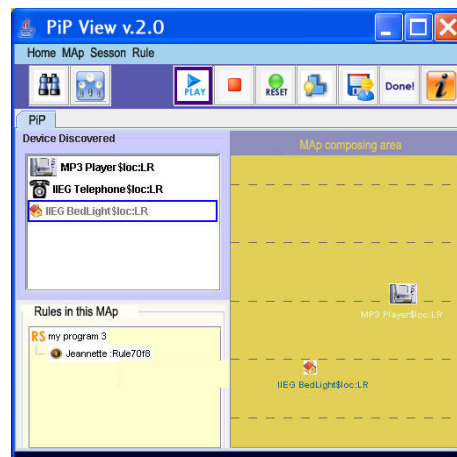 PiP View v.2.0
Home MAp Sesson Rule
PLAY
RESET
Done!
i
PiP
Device Discovered
MP3 Player$loc:LR
IIEG Telephone$loc:LR
IIEG BedLight$loc:LR
MAp composing area
MP3 Player$loc:LR
IIEG BedLight$loc:LR
Rules in this MAp
RS my program 3
Jeannette :Rule70f8